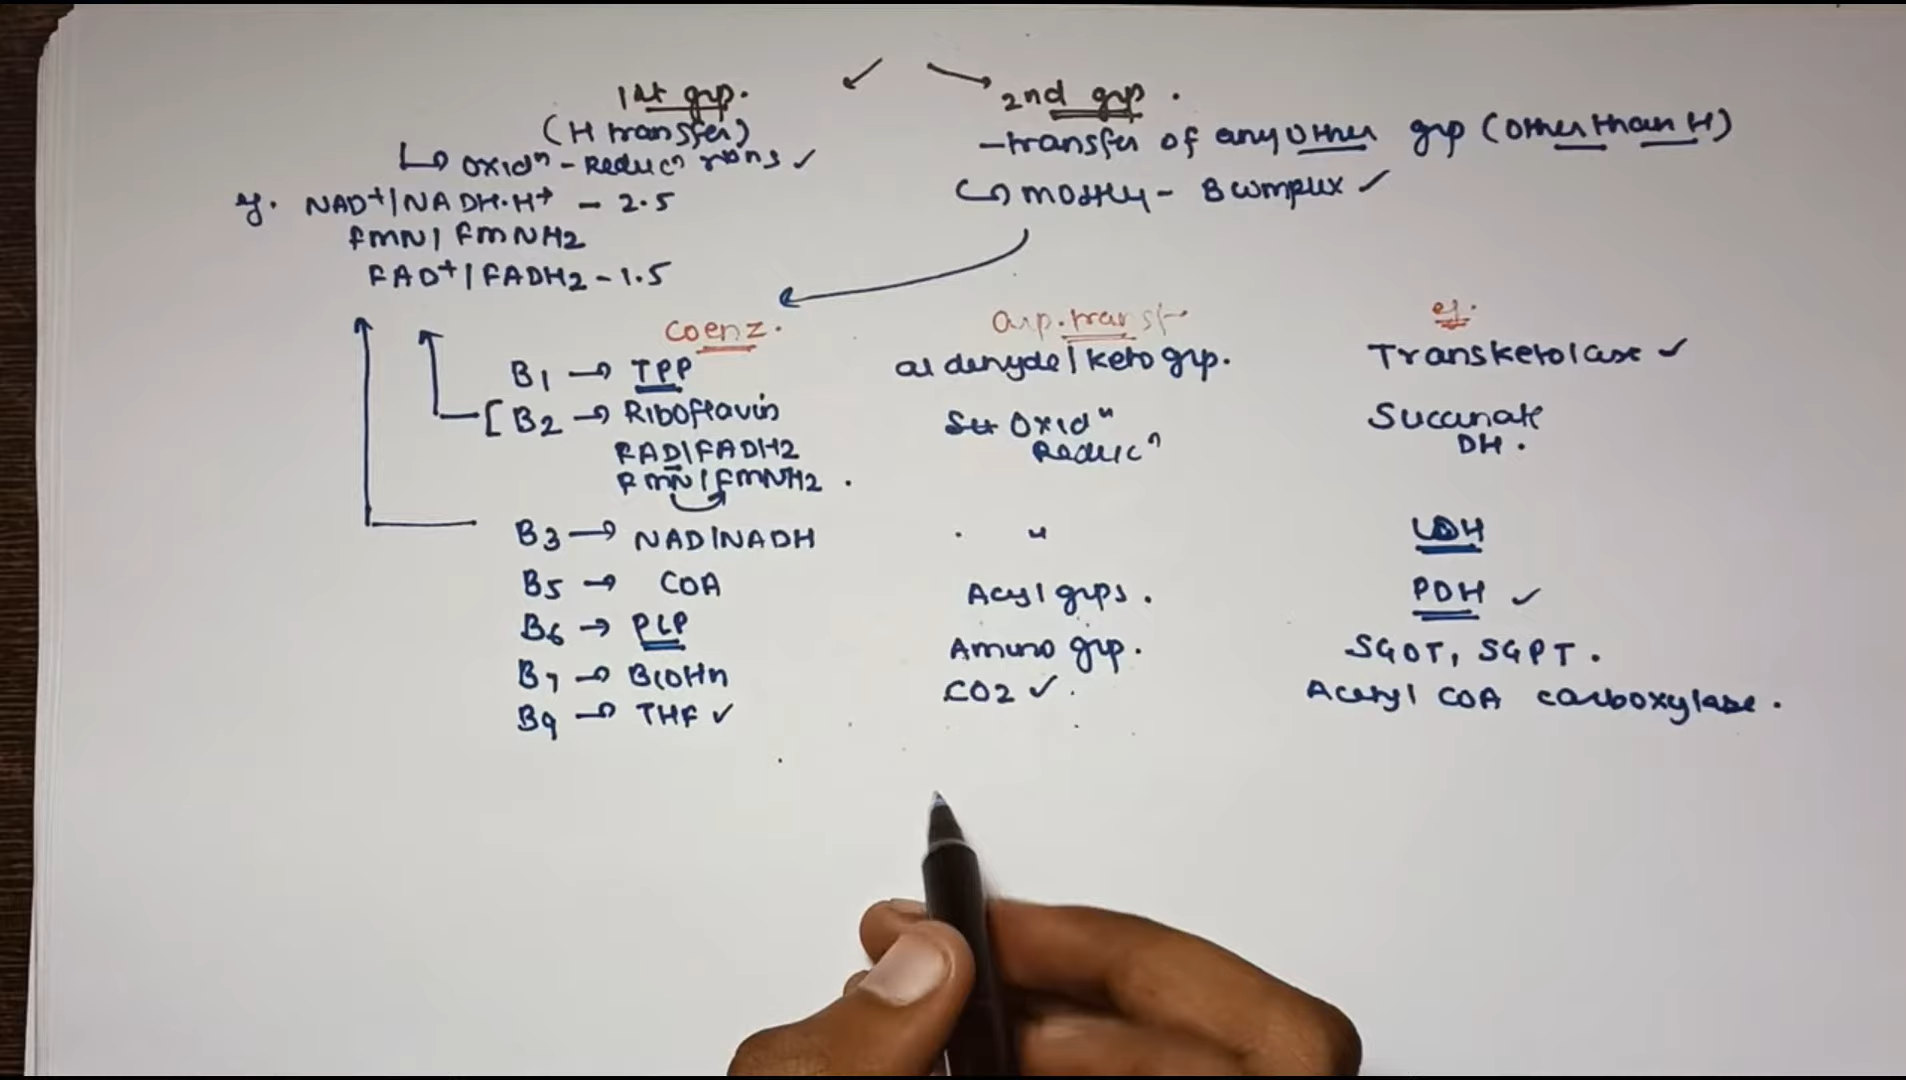 1st grp.
(H transfer)
↳ oxidⁿ - Reducⁿ rxns ✓
eg. NAD+/NADH.H+ - 2.5
FMN/FMNH2
FAD+/FADH2 - 1.5
2nd grp.
- transfer of any other grp (other than H)
↳ mostly - B complex ✓
coenz. Grp. transf eg.
B1 → TPP aldehyde/keto grp. Transketolase ✓
[B2 → Riboflavin Oxidⁿ Succinate
FAD/FADH2 Reducⁿ DH.
FMN/FMNH2.
B3 → NAD/NADH . " LDH
B5 → COA Acyl grps. PDH ✓
B6 → PLP Amino grp. SGOT, SGPT.
B7 → Biotin CO2 ✓. Acetyl COA carboxylase.
B9 → THF ✓